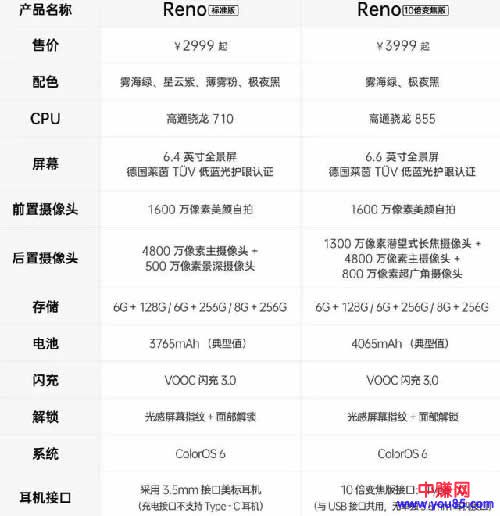 产品名称 Reno 标准版 Reno 10倍变焦版
售价 ￥2999 起 ￥3999 起
配色 雾海绿、星云紫、薄雾粉、极夜黑 雾海绿、极夜黑
CPU 高通骁龙 710 高通骁龙 855
屏幕 6.4 英寸全景屏 6.6 英寸全景屏
德国莱茵 TÜV 低蓝光护眼认证 德国莱茵 TÜV 低蓝光护眼认证
前置摄像头 1600 万像素美颜自拍 1600 万像素美颜自拍
后置摄像头 4800 万像素主摄像头 + 1300 万像素潜望式长焦摄像头 +
500 万像素景深摄像头 4800 万像素主摄像头 +
800 万像素超广角摄像头
存储 6G + 128G / 6G + 256G / 8G + 256G 6G + 128G / 6G + 256G / 8G + 256G
电池 3765mAh （典型值） 4065mAh （典型值）
闪充 VOOC 闪充 3.0 VOOC 闪充 3.0
解锁 光感屏幕指纹 + 面部解锁 光感屏幕指纹 + 面部解锁
系统 ColorOS 6 ColorOS 6
耳机接口 采用 3.5mm 接口美标耳机 10 倍变焦版接口:
(充电接口不支持 Type - C 耳机) (与 USB 接口共用,
中赚网
www.you85.com